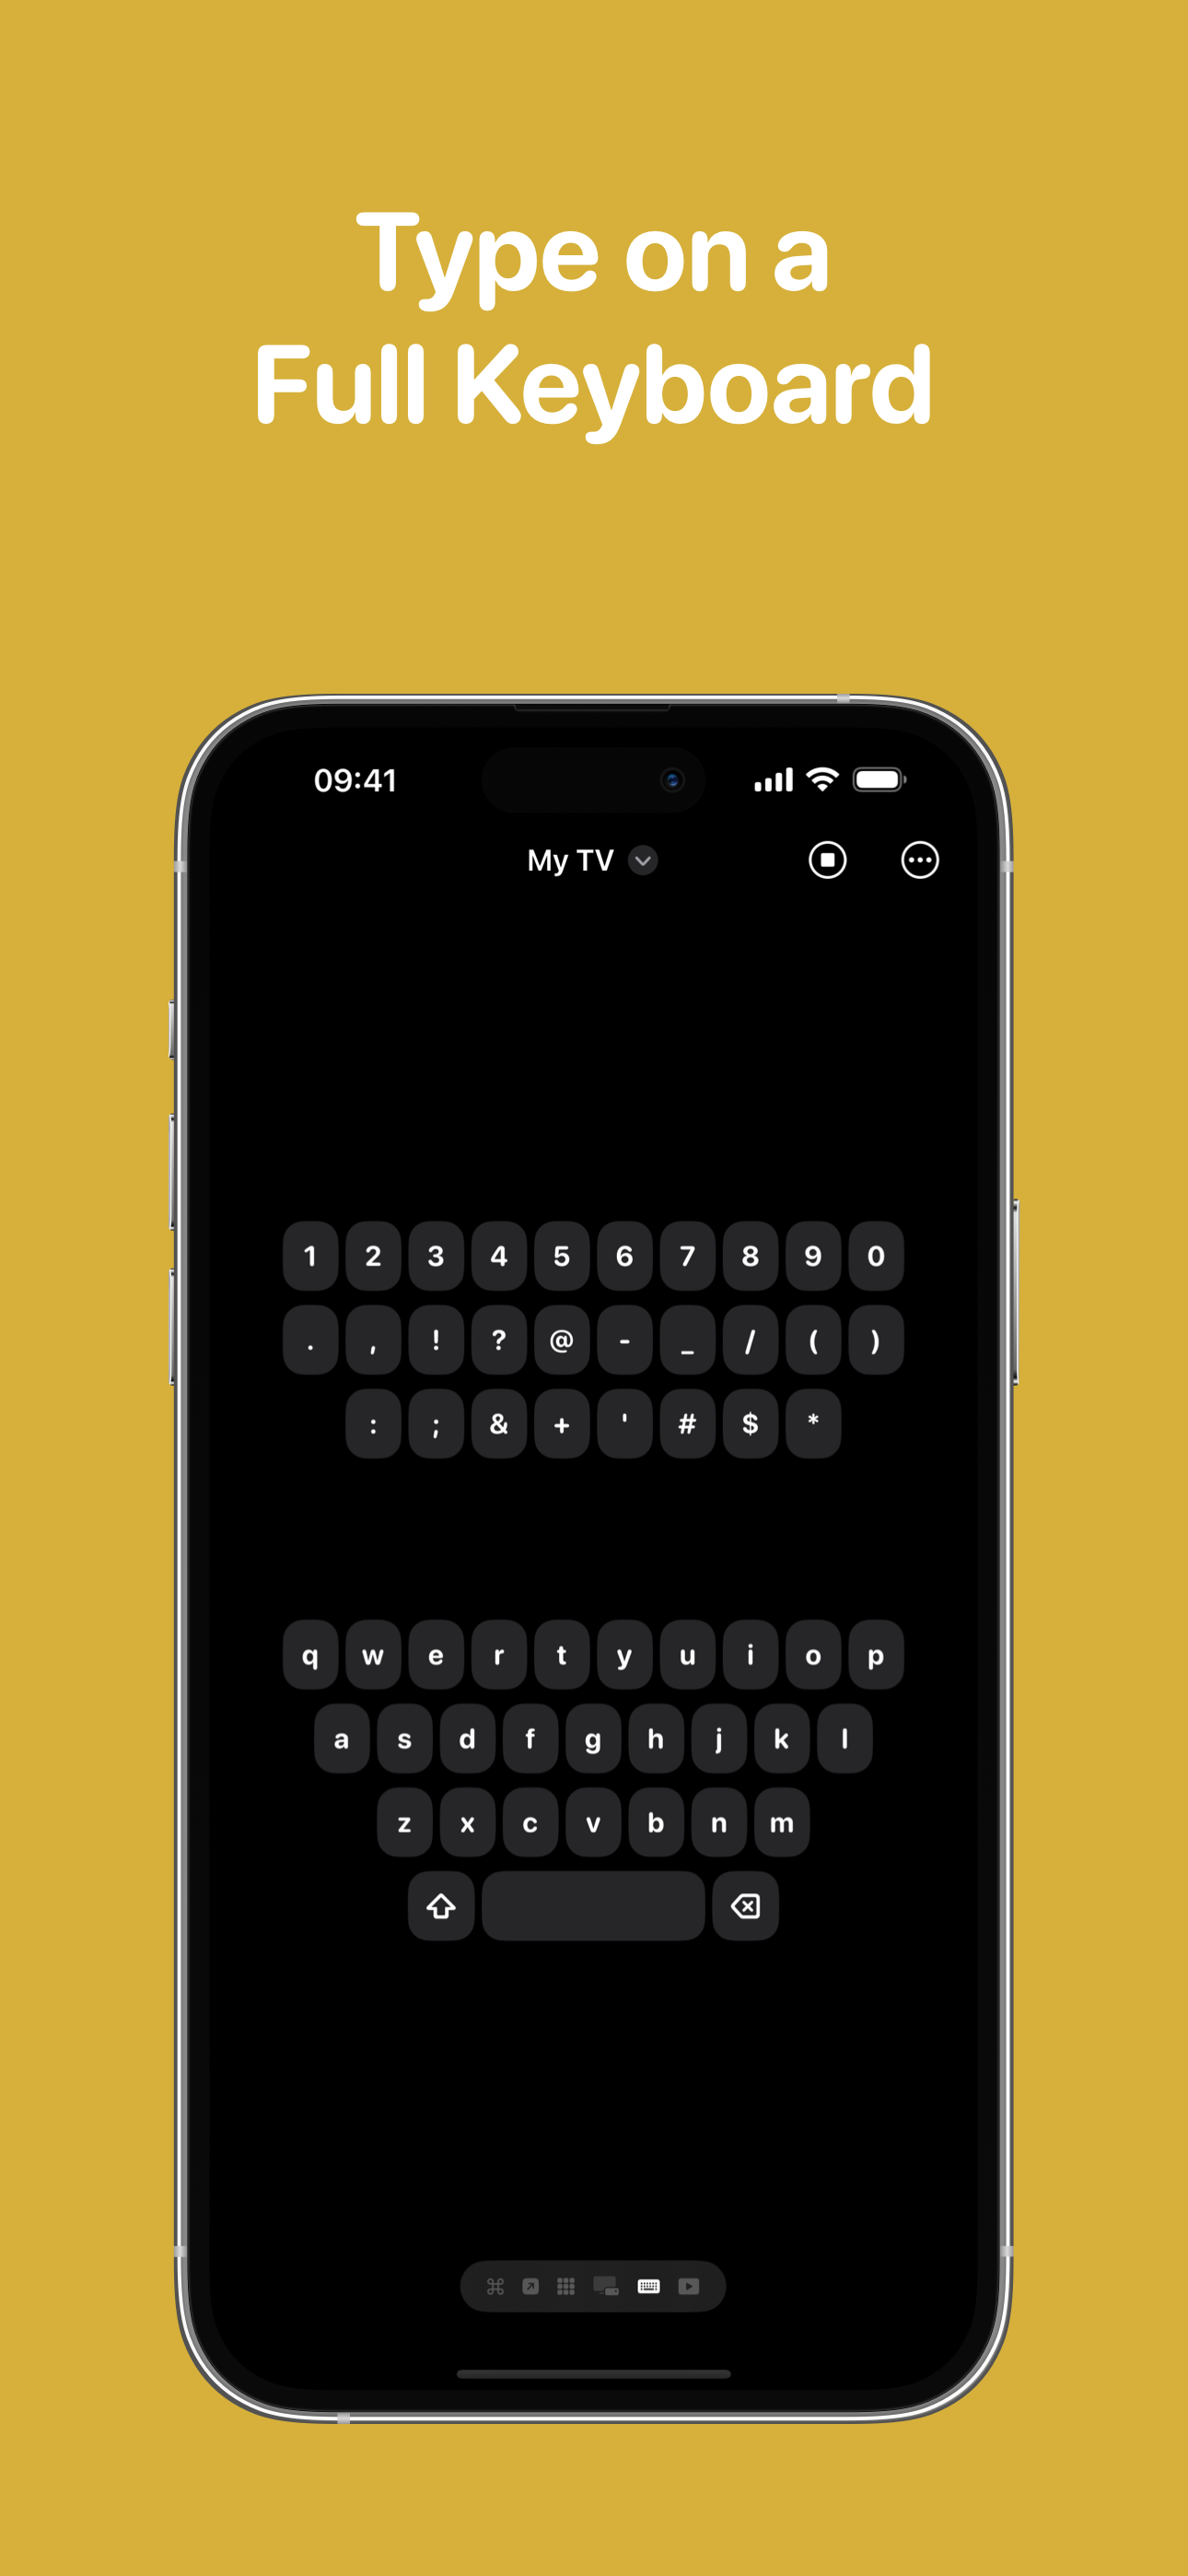 Type on a
Full Keyboard
09:41
My TV
1 2 3 4 5 6 7 8 9 0
. , ! ? @ - _ / ( )
: ; & + ' # $ *
q w e r t y u i o p
a s d f g h j k l
z x c v b n m